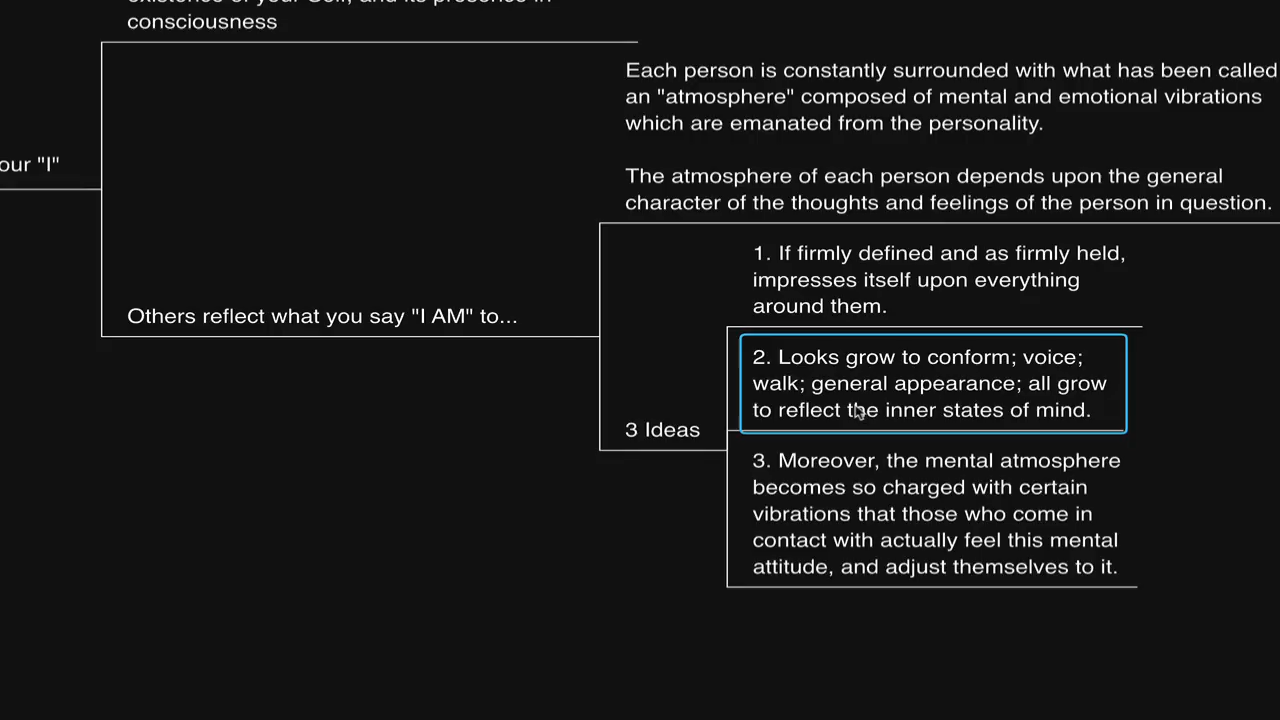 consciousness
our "I"
Others reflect what you say "I AM" to...
Each person is constantly surrounded with what has been called
an "atmosphere" composed of mental and emotional vibrations
which are emanated from the personality.
The atmosphere of each person depends upon the general
character of the thoughts and feelings of the person in question.
3 Ideas
1. If firmly defined and as firmly held,
impresses itself upon everything
around them.
2. Looks grow to conform; voice;
walk; general appearance; all grow
to reflect the inner states of mind.
3. Moreover, the mental atmosphere
becomes so charged with certain
vibrations that those who come in
contact with actually feel this mental
attitude, and adjust themselves to it.